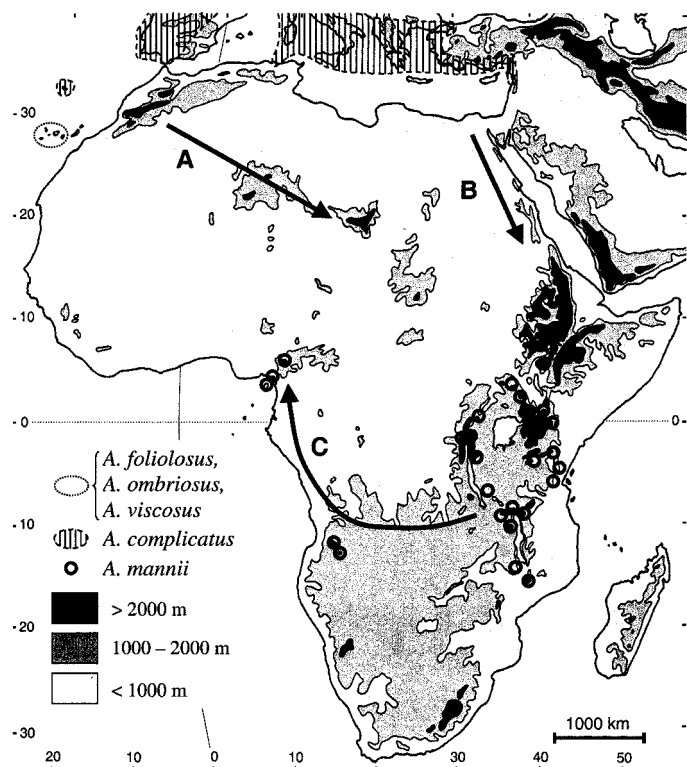 - 30
A
B
- 20
- 10
- 0
0 -
C
A. foliolosus,
A. ombriosus,
A. viscosus
- 10
A. complicatus
A. mannii
> 2000 m
1000 – 2000 m
- 20
< 1000 m
1000 km
- 30
20 10 0 10 20 30 40 50